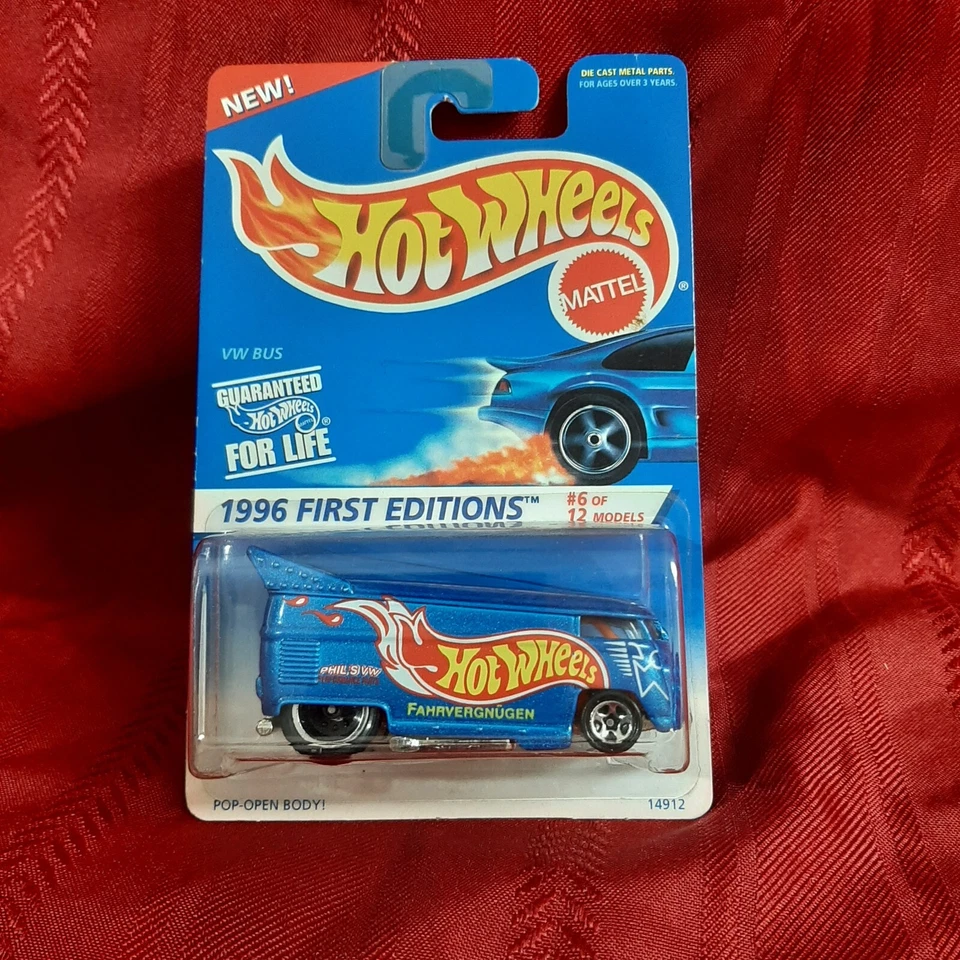 NEW!
DIE CAST METAL PARTS.
FOR AGES OVER 3 YEARS.
HOT WHEELS
MATTEL
®
VW BUS
GUARANTEED
HOT WHEELS
®
FOR LIFE
1996 FIRST EDITIONS™
#6 OF
12 MODELS
HOT WHEELS
PHIL'S VW
FAHRVERGNÜGEN
POP-OPEN BODY!
14912